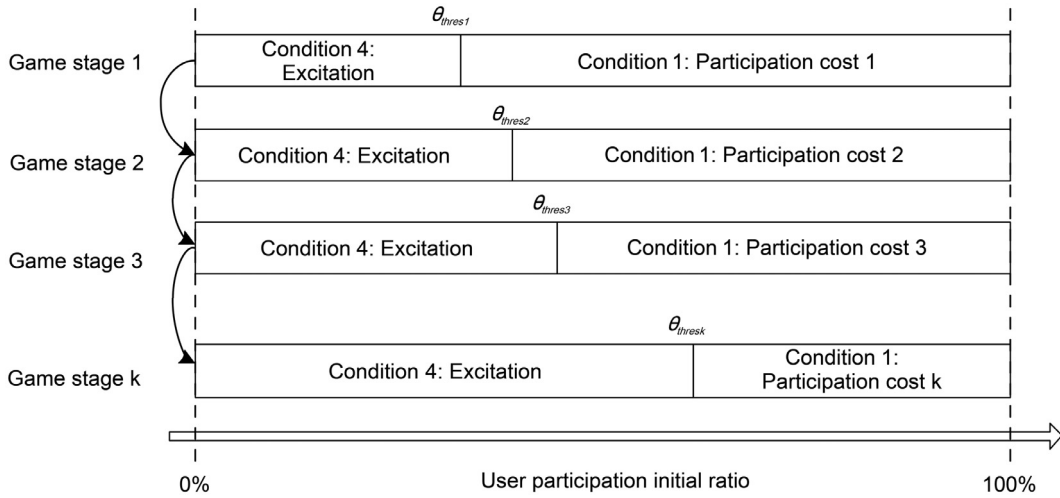 θthres1
Game stage 1
Condition 4:
Excitation
Condition 1: Participation cost 1
θthres2
Game stage 2
Condition 4: Excitation
Condition 1: Participation cost 2
θthres3
Game stage 3
Condition 4: Excitation
Condition 1: Participation cost 3
θthresk
Game stage k
Condition 4: Excitation
Condition 1:
Participation cost k
0%
User participation initial ratio
100%